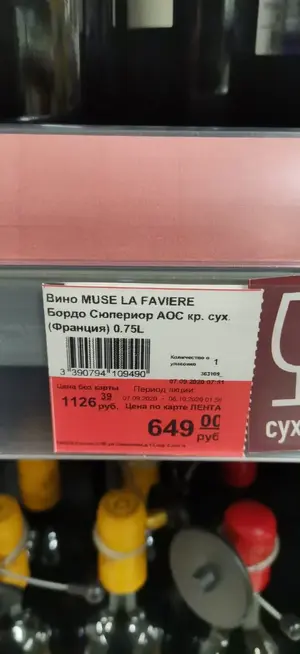 Вино MUSE LA FAVIERE
Бордо Сюпериор АОС кр. сух.
(Франция) 0.75L
Количество в
упаковке 1
3 390794 109490
07.09.2020 07:41
Цена без карты Период акции
1126 39 руб.
07.09.2020 - 06.10.2020
Цена по карте ЛЕНТА
649 00
руб
сух